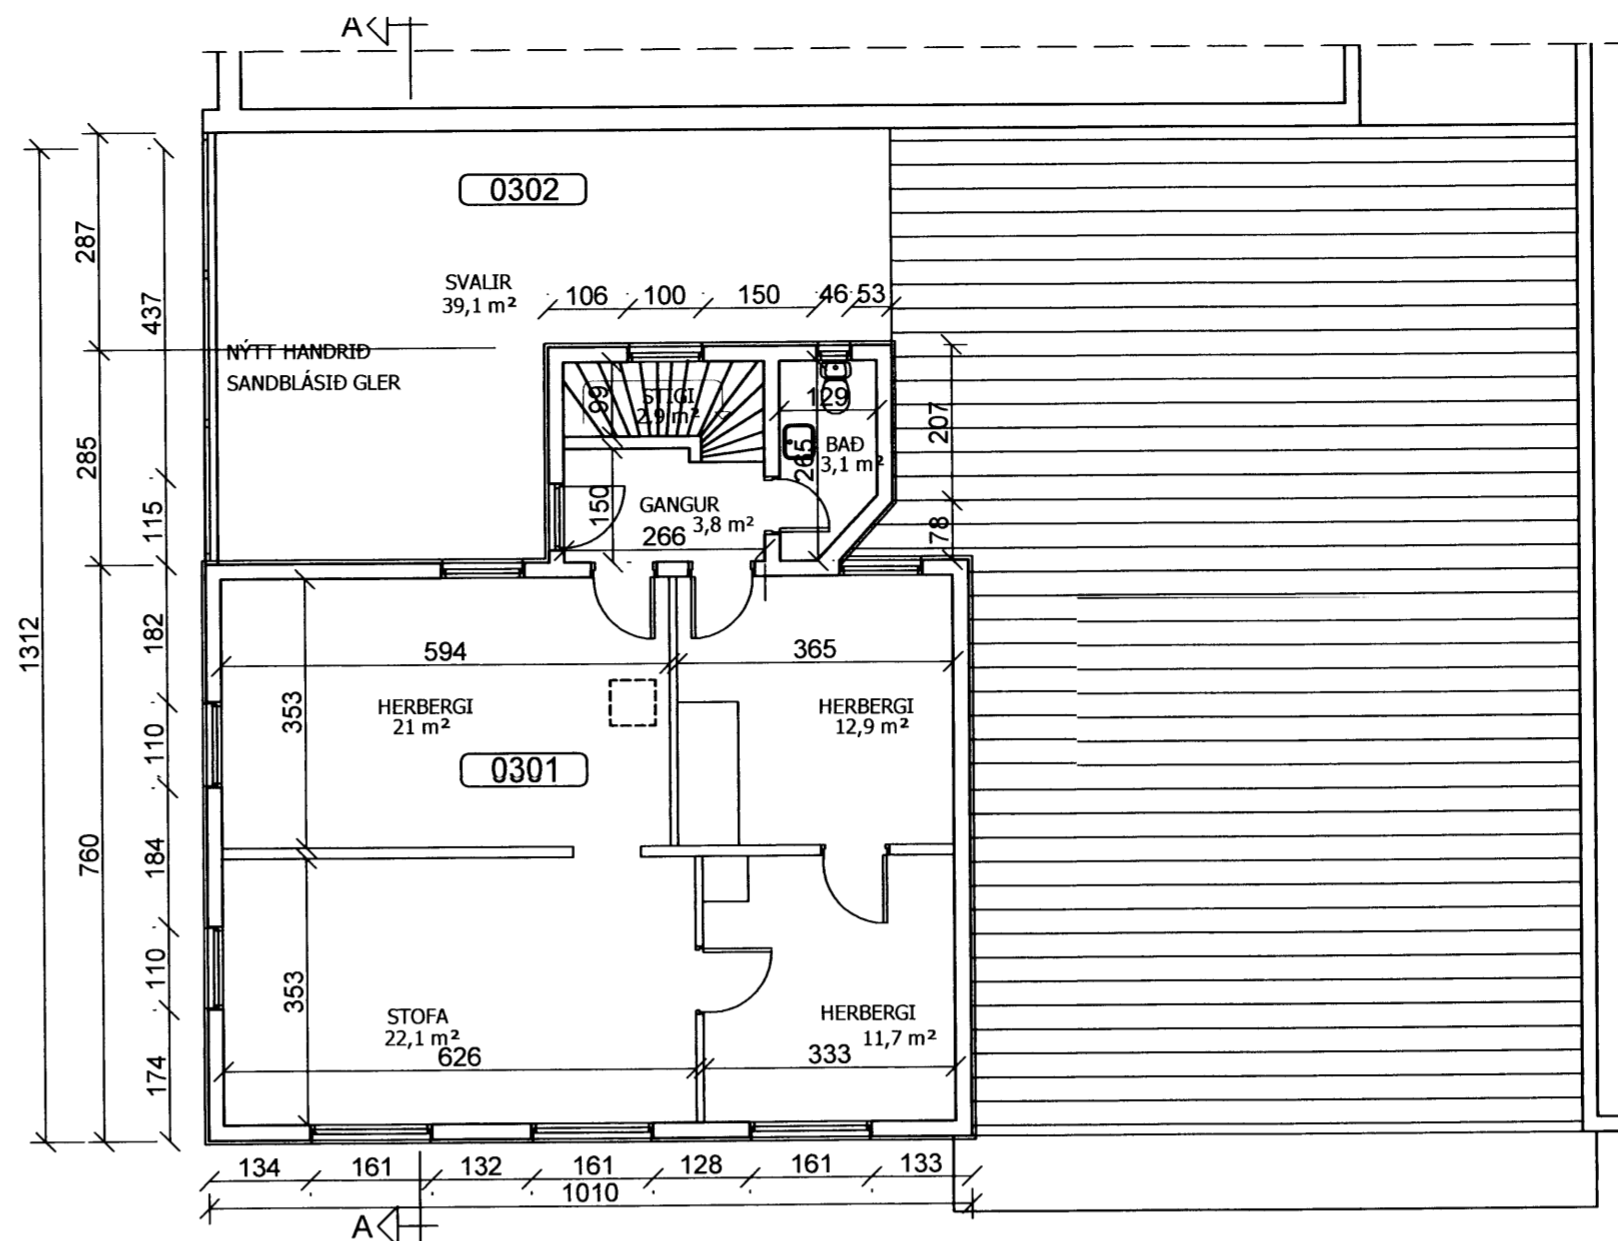 A
0302
SVALIR
39,1 m²
106 100 150 46 53
NÝTT HANDRIÐ
SANDBLÁSIÐ GLER
STIGI
2,9 m²
99
129
BAÐ
3,1 m²
265
207
78
GANGUR
3,8 m²
150
266
287
437
285
115
1312
182
110
760
184
110
174
594
365
353
HERBERGI
21 m²
HERBERGI
12,9 m²
0301
353
STOFA
22,1 m²
626
HERBERGI
11,7 m²
333
134 161 132 161 128 161 133
1010
A